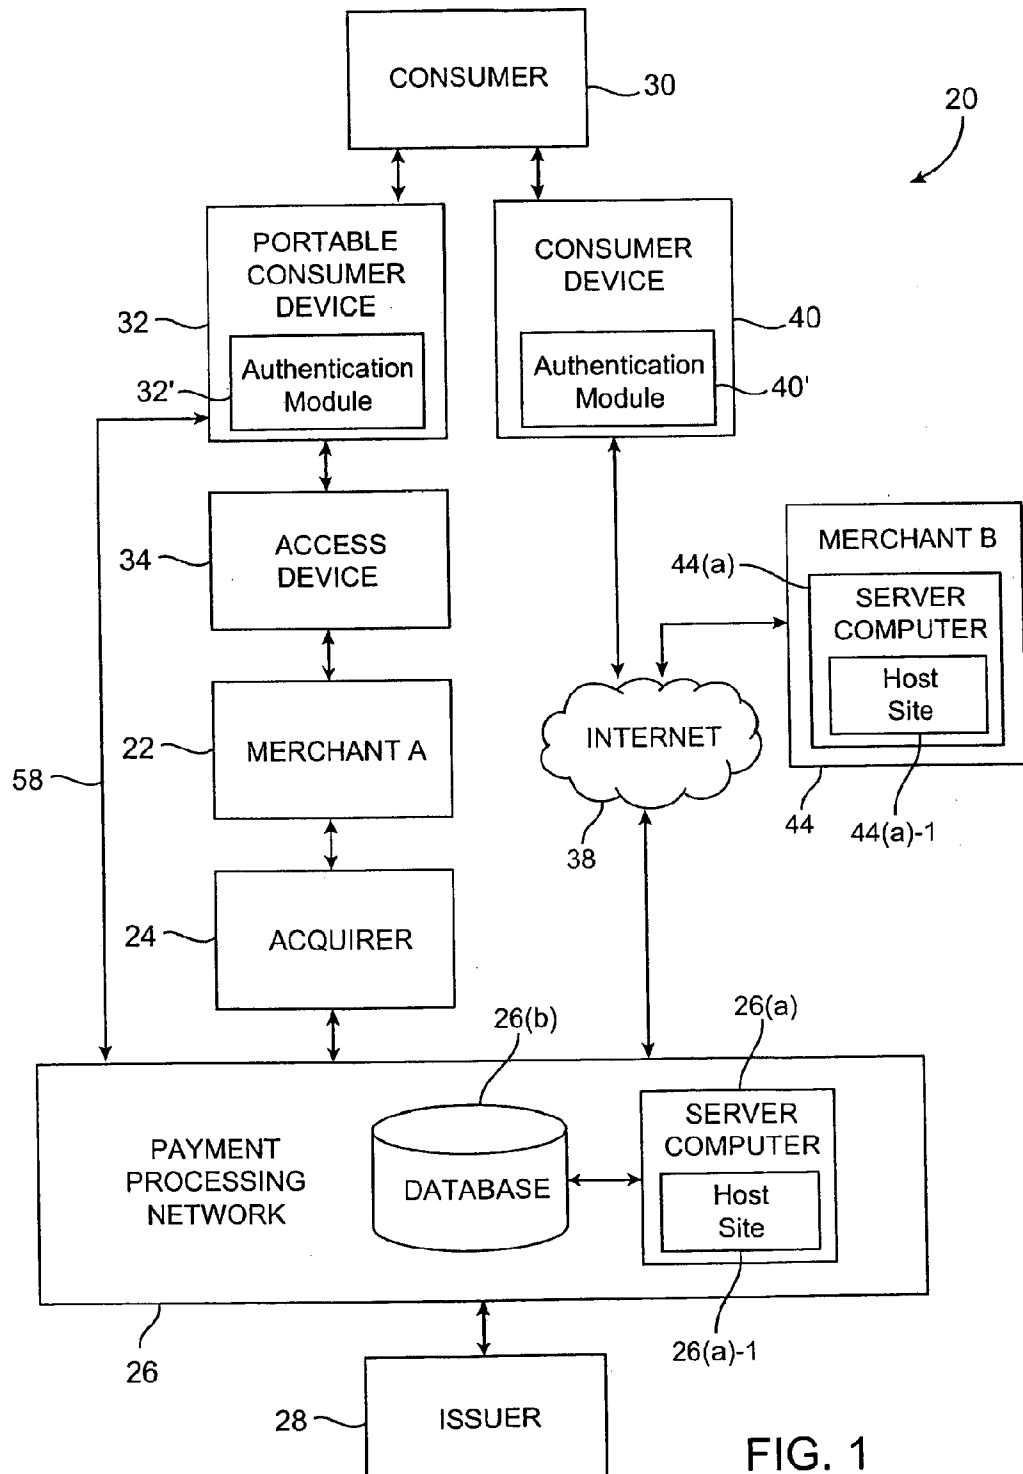 CONSUMER
30
20
PORTABLE
CONSUMER
DEVICE
32
Authentication
Module
32'
CONSUMER
DEVICE
40
Authentication
Module
40'
ACCESS
DEVICE
34
MERCHANT B
44(a)
SERVER
COMPUTER
Host
Site
44
44(a)-1
MERCHANT A
22
58
INTERNET
38
ACQUIRER
24
26(b)
26(a)
PAYMENT
PROCESSING
NETWORK
DATABASE
SERVER
COMPUTER
Host
Site
26
26(a)-1
ISSUER
28
FIG. 1